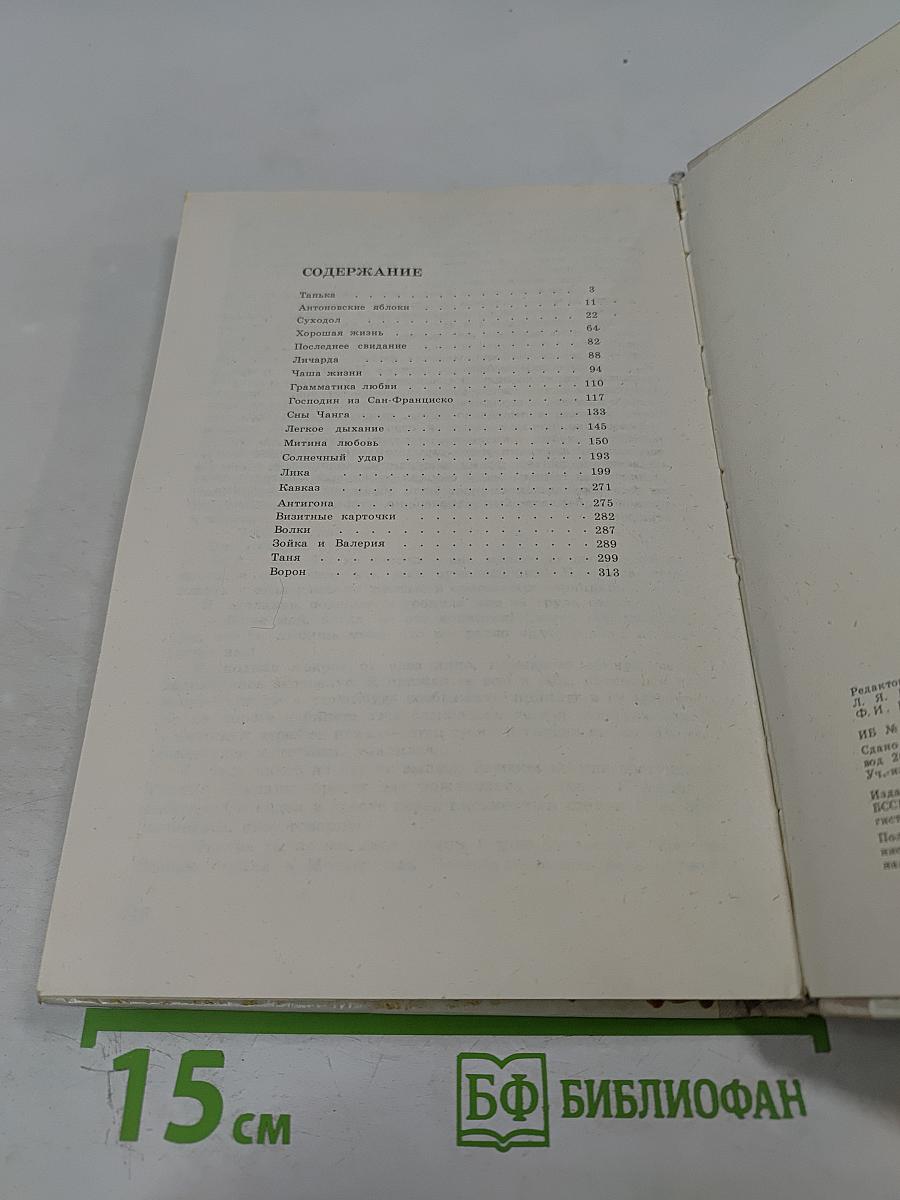 СОДЕРЖАНИЕ
Танька . . . . . . . . . . . . . . . . 3
Антоновские яблоки . . . . . . . . . . . 11
Суходол . . . . . . . . . . . . . . . 22
Хорошая жизнь . . . . . . . . . . . . . 64
Последнее свидание . . . . . . . . . . . 82
Личарда . . . . . . . . . . . . . . . 88
Чаша жизни . . . . . . . . . . . . . . 94
Грамматика любви . . . . . . . . . . . . 110
Господин из Сан-Франциско . . . . . . . . 117
Сны Чанга . . . . . . . . . . . . . . 133
Легкое дыхание . . . . . . . . . . . . 145
Митина любовь . . . . . . . . . . . . 150
Солнечный удар . . . . . . . . . . . . 193
Лика . . . . . . . . . . . . . . . . 199
Кавказ . . . . . . . . . . . . . . . 271
Антигона . . . . . . . . . . . . . . 275
Визитные карточки . . . . . . . . . . . 282
Волки . . . . . . . . . . . . . . . . 287
Зойка и Валерия . . . . . . . . . . . . 289
Таня . . . . . . . . . . . . . . . . 299
Ворон . . . . . . . . . . . . . . . . 313
Л. Я.
Ф. И.
ИБ №
Сдано
15 см
БФ БИБЛИОФАН